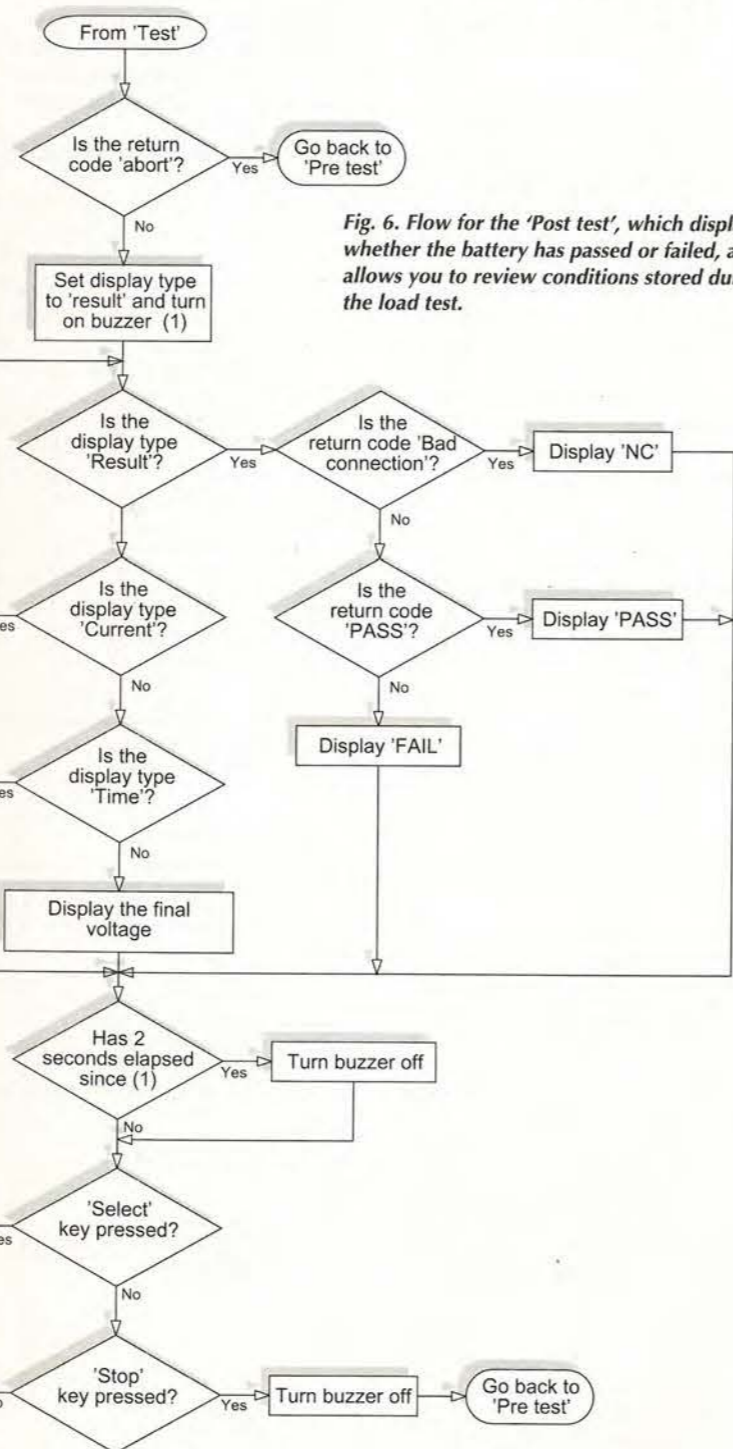 From 'Test'
Is the return
code 'abort'?
Yes
Go back to
'Pre test'
No
Fig. 6. Flow for the 'Post test', which
whether the battery has passed or failed,
allows you to review conditions stored
the load test.
Set display type
to 'result' and turn
on buzzer (1)
Is the
display type
'Result'?
Yes
Is the
return code 'Bad
connection'?
Yes
Display 'NC'
No
Is the
display type
'Current'?
No
Is the
return code
'PASS'?
Yes
Display 'PASS'
No
Display 'FAIL'
Is the
display type
'Time'?
No
Display the final
voltage
Has 2
seconds elapsed
since (1)
Yes
Turn buzzer off
No
'Select'
key pressed?
No
'Stop'
key pressed?
Yes
Turn buzzer off
Go back to
'Pre test'